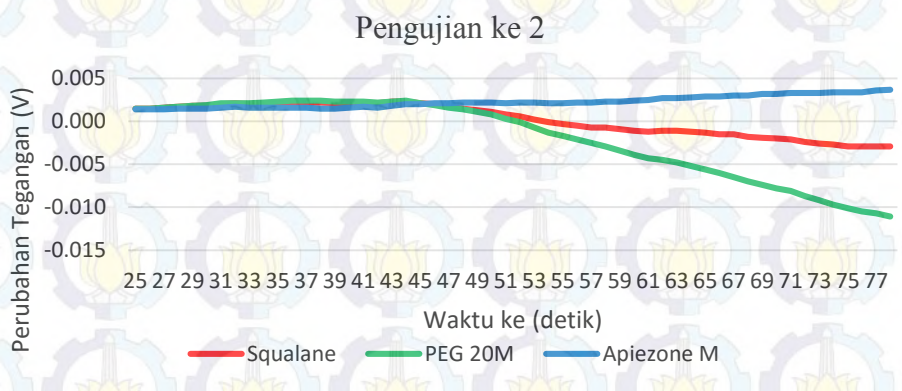 Pengujian ke 2
Perubahan Tegangan (V)
0.005
0.000
-0.005
-0.010
-0.015
25 27 29 31 33 35 37 39 41 43 45 47 49 51 53 55 57 59 61 63 65 67 69 71 73 75 77
Waktu ke (detik)
Squalane PEG 20M Apiezone M